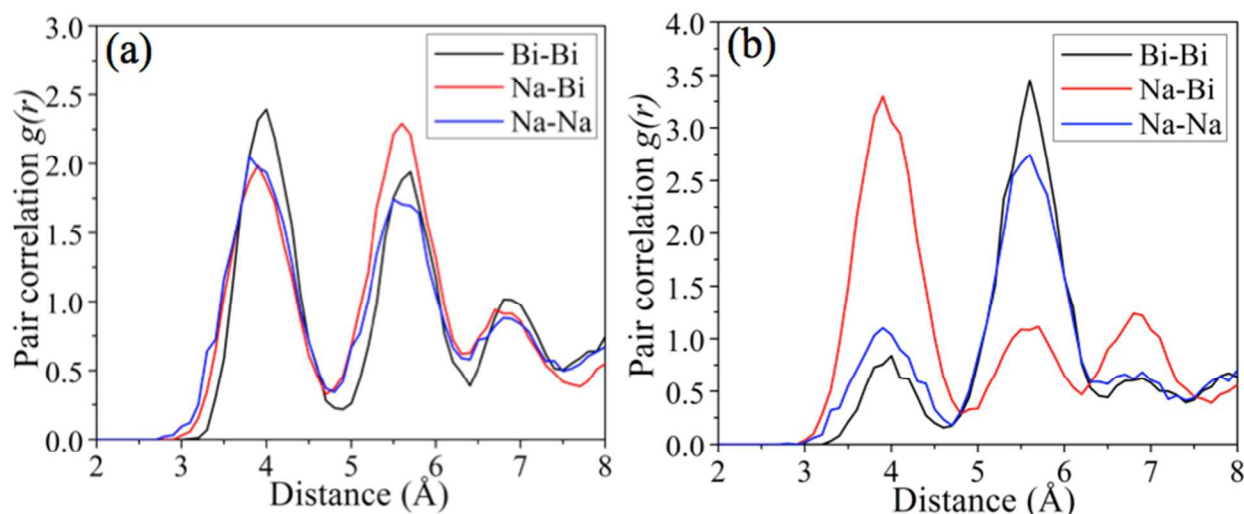 (a)
Bi-Bi
Na-Bi
Na-Na
Pair correlation g(r)
3.0
2.5
2.0
1.5
1.0
0.5
0.0
2 3 4 5 6 7 8
Distance (Å)
(b)
Bi-Bi
Na-Bi
Na-Na
Pair correlation g(r)
4.0
3.5
3.0
2.5
2.0
1.5
1.0
0.5
0.0
2 3 4 5 6 7 8
Distance (Å)